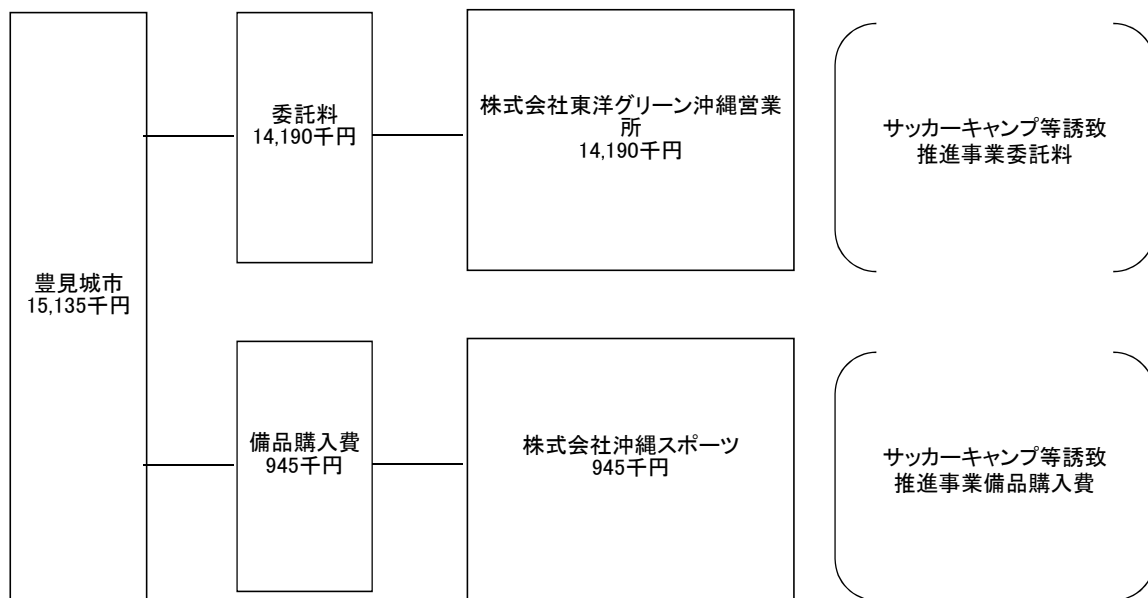 委託料
14,190千円
株式会社東洋グリーン沖縄営業
所
14,190千円
サッカーキャンプ等誘致
推進事業委託料
豊見城市
15,135千円
備品購入費
945千円
株式会社沖縄スポーツ
945千円
サッカーキャンプ等誘致
推進事業備品購入費